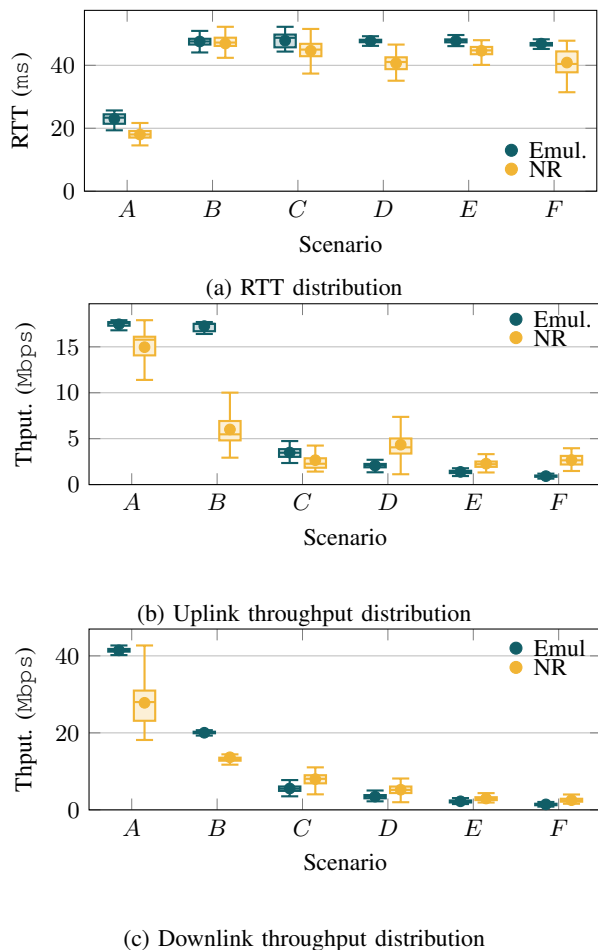 40
20
0
RTT (ms)
Emul.
NR
A B C D E F
Scenario
(a) RTT distribution
15
10
5
0
Thput. (Mbps)
Emul.
NR
A B C D E F
Scenario
(b) Uplink throughput distribution
40
20
0
Thput. (Mbps)
Emul
NR
A B C D E F
Scenario
(c) Downlink throughput distribution